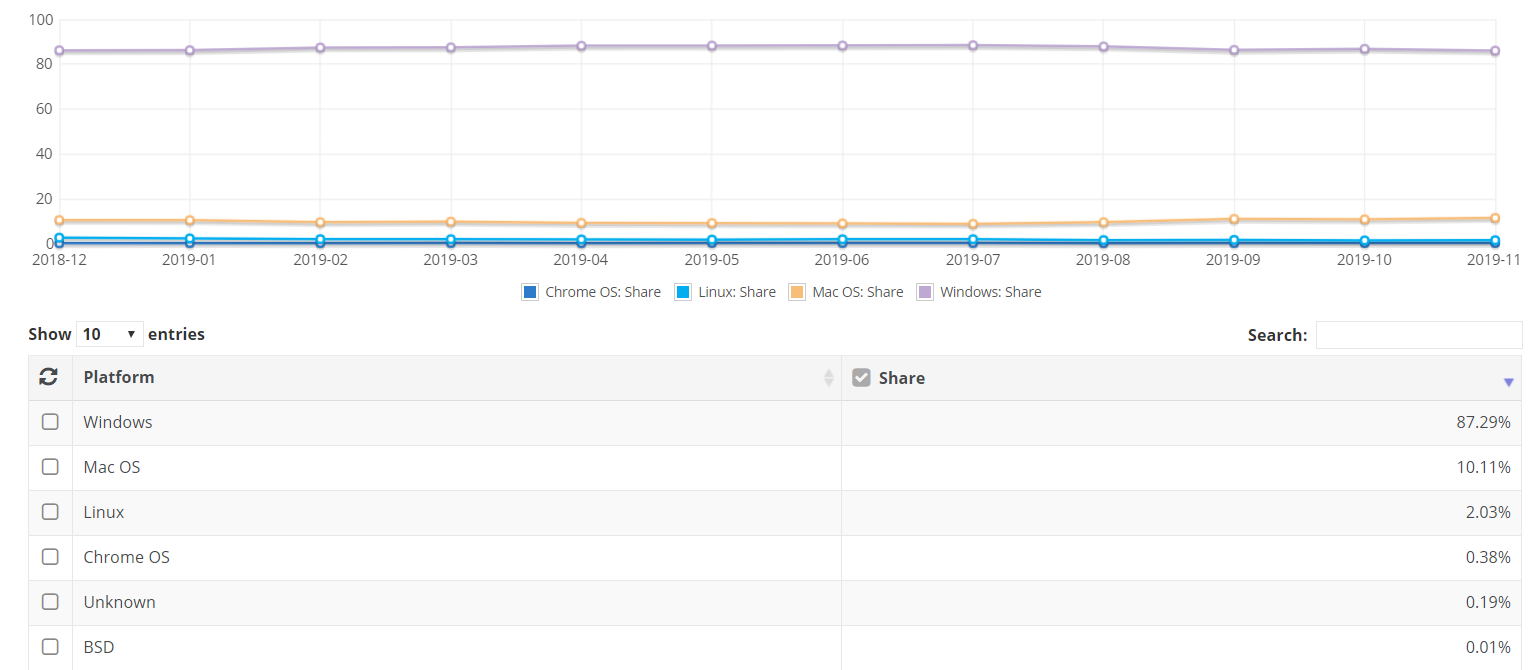 100
80
60
40
20
0
2018-12 2019-01 2019-02 2019-03 2019-04 2019-05 2019-06 2019-07 2019-08 2019-09 2019-10 2019-11
Chrome OS: Share Linux: Share Mac OS: Share Windows: Share
Show 10 entries Search:
Platform Share
Windows 87.29%
Mac OS 10.11%
Linux 2.03%
Chrome OS 0.38%
Unknown 0.19%
BSD 0.01%